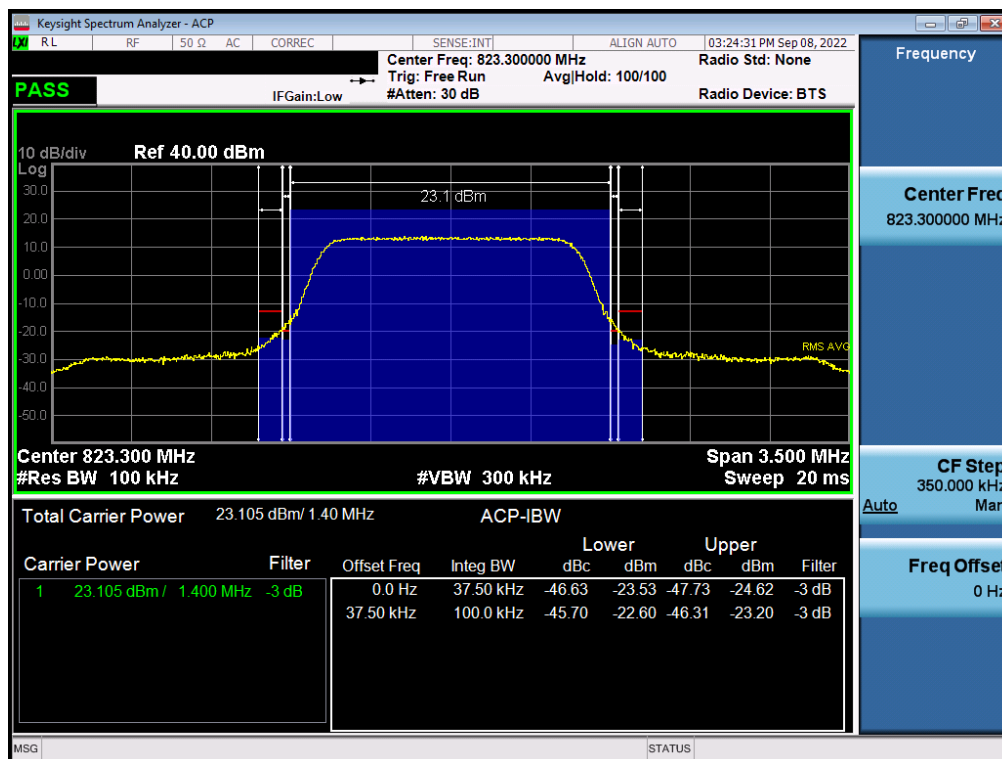 Keysight Spectrum Analyzer - ACP
LXI RL RF 50 Ω AC CORREC SENSE:INT ALIGN AUTO 03:24:31 PM Sep 08, 2022
Center Freq: 823.300000 MHz Radio Std: None
Trig: Free Run Avg|Hold: 100/100
PASS IFGain:Low #Atten: 30 dB Radio Device: BTS
10 dB/div Ref 40.00 dBm
Log
30.0
23.1 dBm
20.0
10.0
0.00
-10.0
-20.0
-30.0 RMS AVG
-40.0
-50.0
Center 823.300 MHz Span 3.500 MHz
#Res BW 100 kHz #VBW 300 kHz Sweep 20 ms
Total Carrier Power 23.105 dBm/ 1.40 MHz ACP-IBW
Lower Upper
Carrier Power Filter Offset Freq Integ BW dBc dBm dBc dBm Filter
1 23.105 dBm / 1.400 MHz -3 dB 0.0 Hz 37.50 kHz -46.63 -23.53 -47.73 -24.62 -3 dB
37.50 kHz 100.0 kHz -45.70 -22.60 -46.31 -23.20 -3 dB
MSG STATUS
Frequency
Center Freq
823.300000 MHz
CF Step
350.000 kHz
Auto Man
Freq Offset
0 Hz